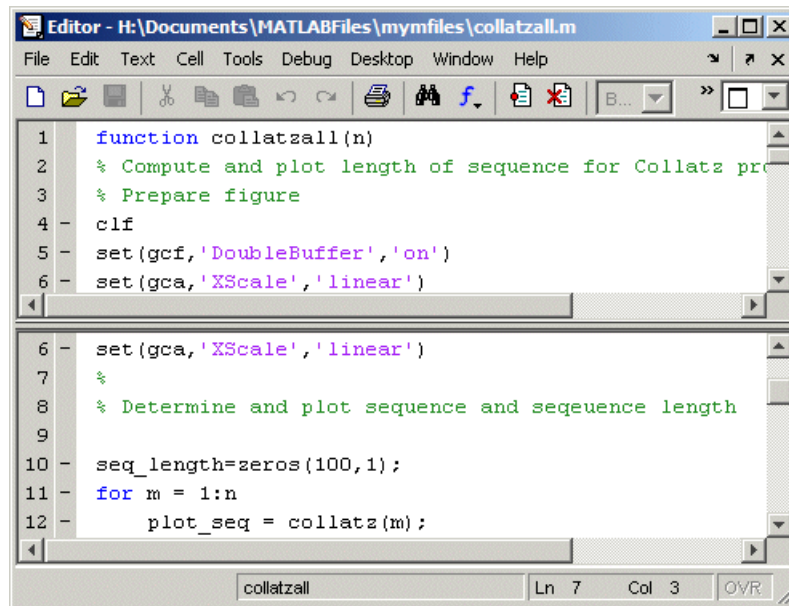 Editor - H:\Documents\MATLABFiles\mymfiles\collatzall.m
File Edit Text Cell Tools Debug Desktop Window Help
B...
1 function collatzall(n)
2 % Compute and plot length of sequence for Collatz pro
3 % Prepare figure
4 - clf
5 - set(gcf,'DoubleBuffer','on')
6 - set(gca,'XScale','linear')
6 - set(gca,'XScale','linear')
7 %
8 % Determine and plot sequence and seqeuence length
9
10 - seq_length=zeros(100,1);
11 - for m = 1:n
12 - plot_seq = collatz(m);
collatzall Ln 7 Col 3 OVR